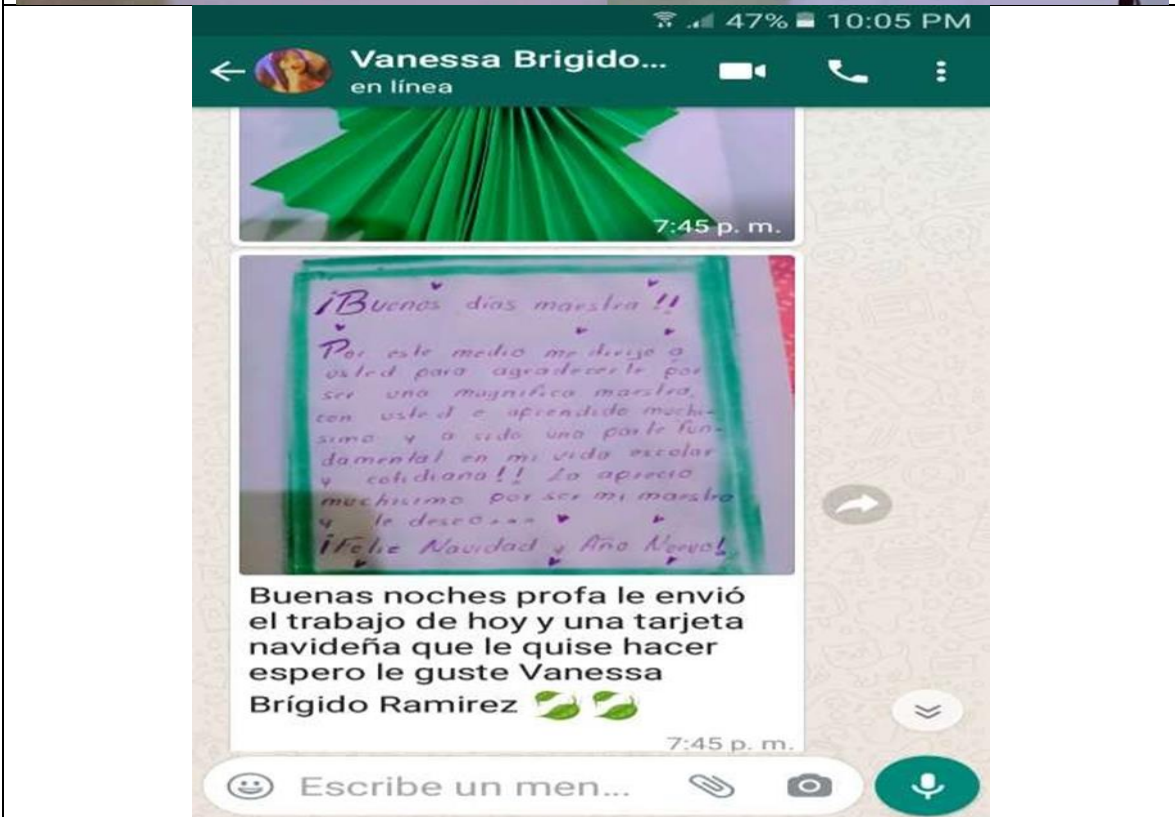 47% 10:05 PM
Vanessa Brigido...
en línea
7:45 p. m.
¡Buenos días maestra!!
Por este medio me dirijo a
usted para agradecerle por
ser una magnifica maestra,
con usted e aprendido muchi-
simo y a sido una parte fun-
damental en mi vida escolar
y cotidiana!! La aprecio
muchisimo por ser mi maestra
y le deseo...
¡Feliz Navidad y Año Nuevo!
Buenas noches profa le envió
el trabajo de hoy y una tarjeta
navideña que le quise hacer
espero le guste Vanessa
Brígido Ramirez
7:45 p. m.
Escribe un men...